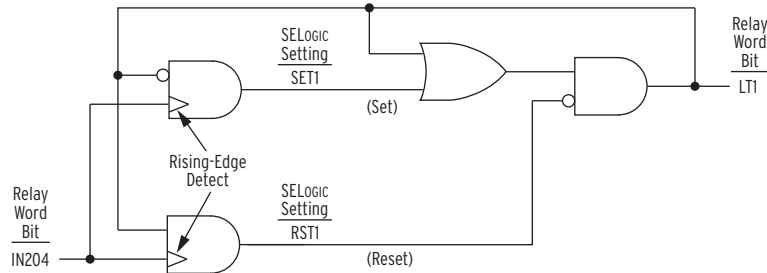 SELOGIC
Setting
SET1
(Set)
Relay
Word
Bit
LT1
Rising-Edge
Detect
Relay
Word
Bit
IN204
SELOGIC
Setting
RST1
(Reset)